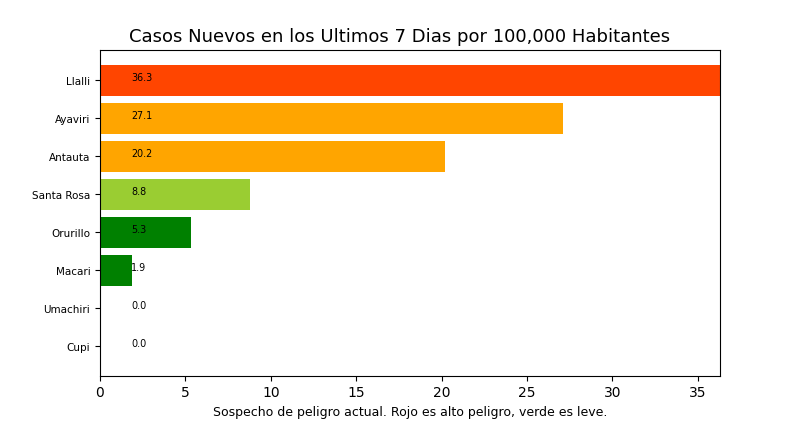 Casos Nuevos en los Ultimos 7 Dias por 100,000 Habitantes
Llalli 36.3
Ayaviri 27.1
Antauta 20.2
Santa Rosa 8.8
Orurillo 5.3
Macari 1.9
Umachiri 0.0
Cupi 0.0
0 5 10 15 20 25 30 35
Sospecho de peligro actual. Rojo es alto peligro, verde es leve.